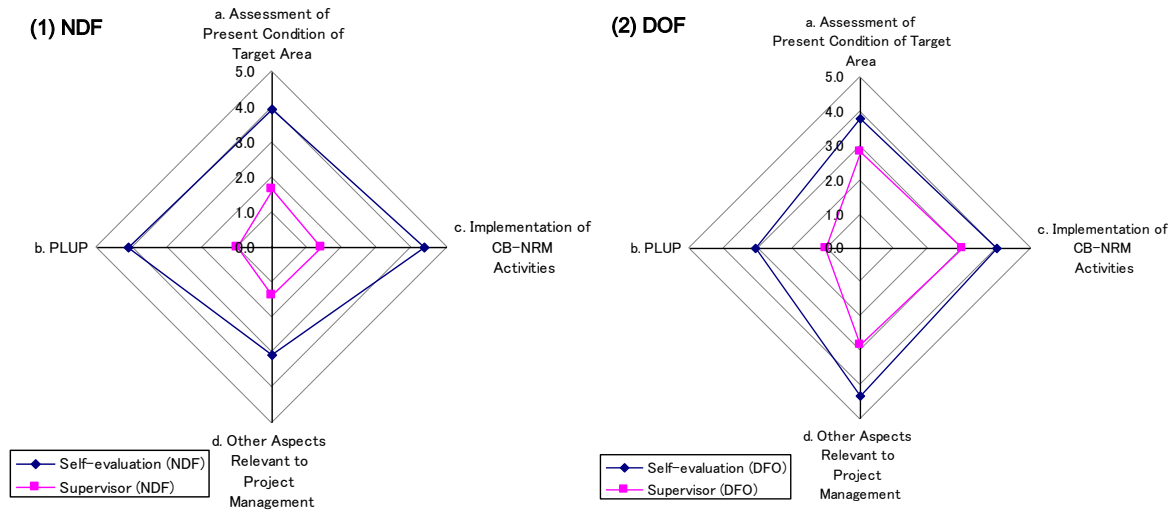 (1) NDF
a. Assessment of
Present Condition of
Target Area
5.0
4.0
3.0
2.0
1.0
0.0
b. PLUP
c. Implementation of
CB-NRM
Activities
d. Other Aspects
Relevant to
Project
Management
Self-evaluation (NDF)
Supervisor (NDF)
(2) DOF
a. Assessment of
Present Condition of Target
Area
5.0
4.0
3.0
2.0
1.0
0.0
b. PLUP
c. Implementation of
CB-NRM
Activities
d. Other Aspects
Relevant to
Project
Management
Self-evaluation (DFO)
Supervisor (DFO)